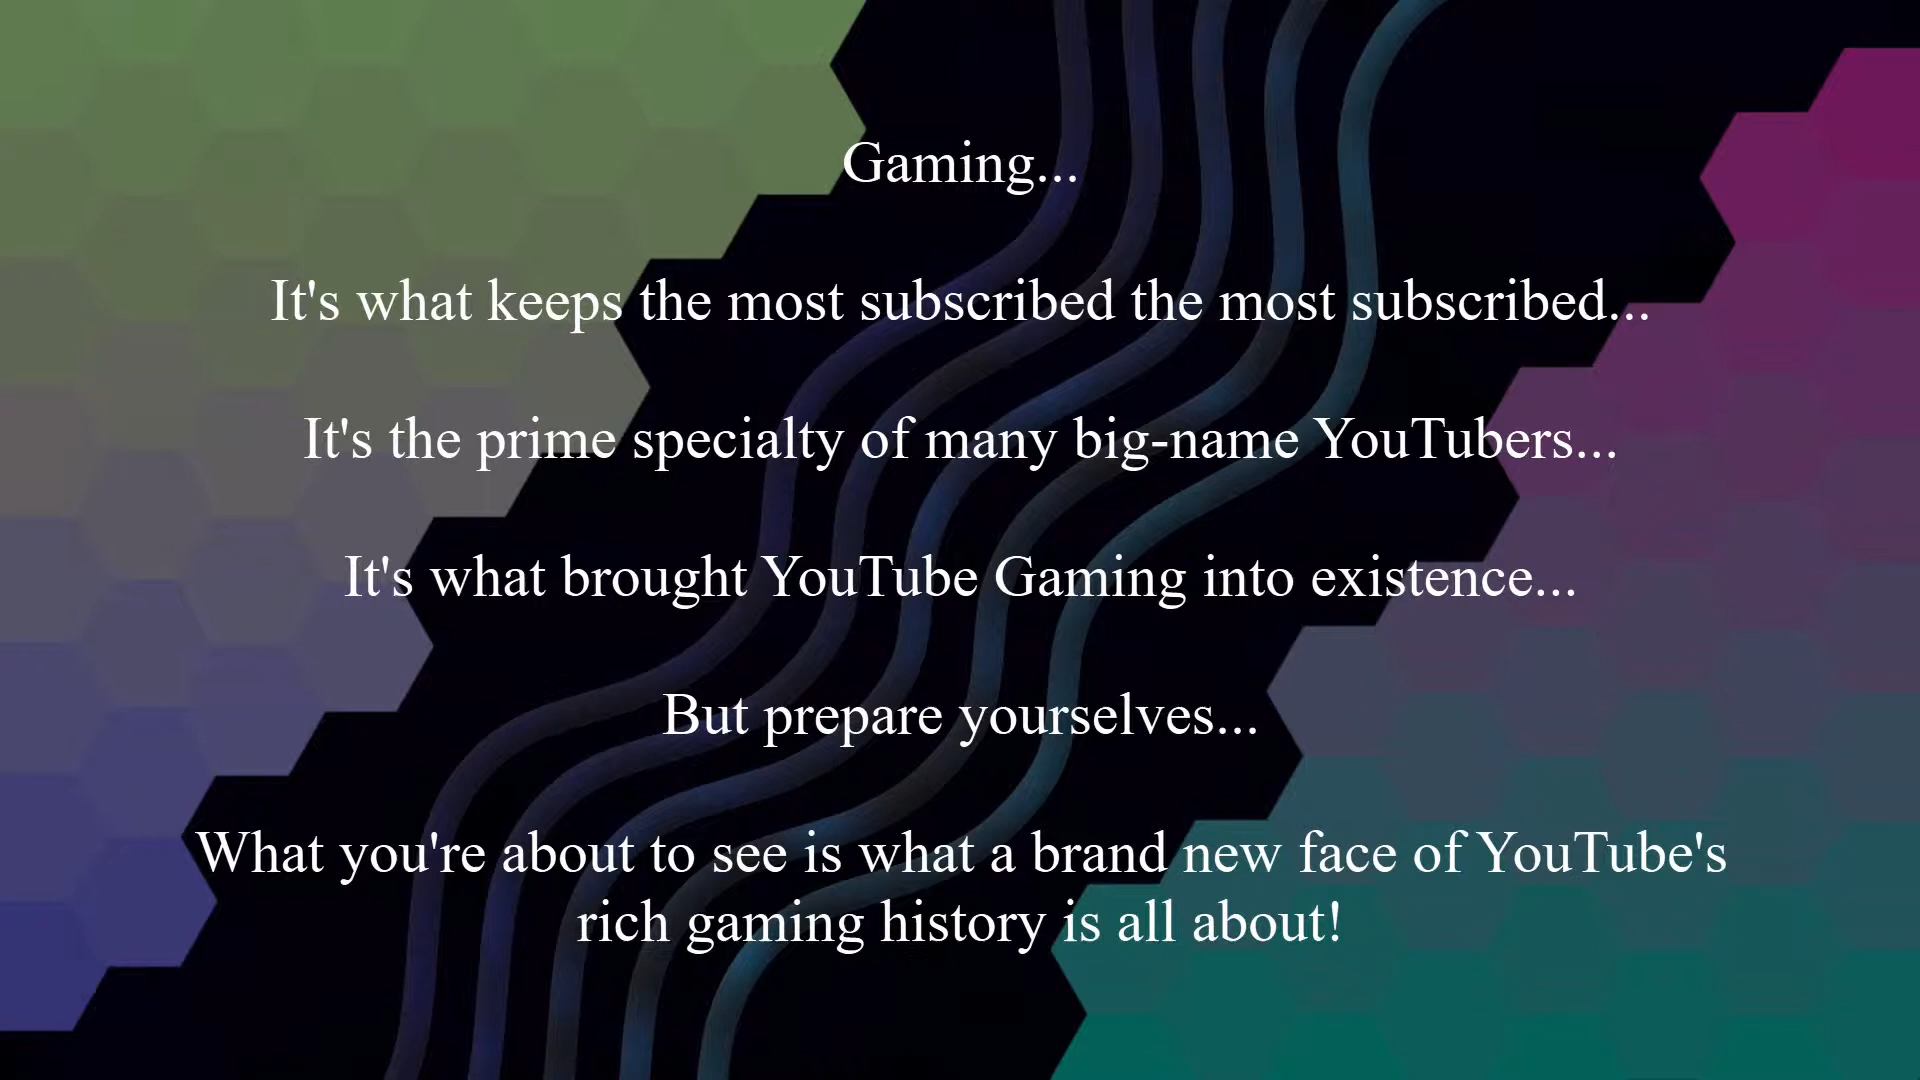 Gaming...
It's what keeps the most subscribed the most subscribed...
It's the prime specialty of many big-name YouTubers...
It's what brought YouTube Gaming into existence...
But prepare yourselves...
What you're about to see is what a brand new face of YouTube's
rich gaming history is all about!